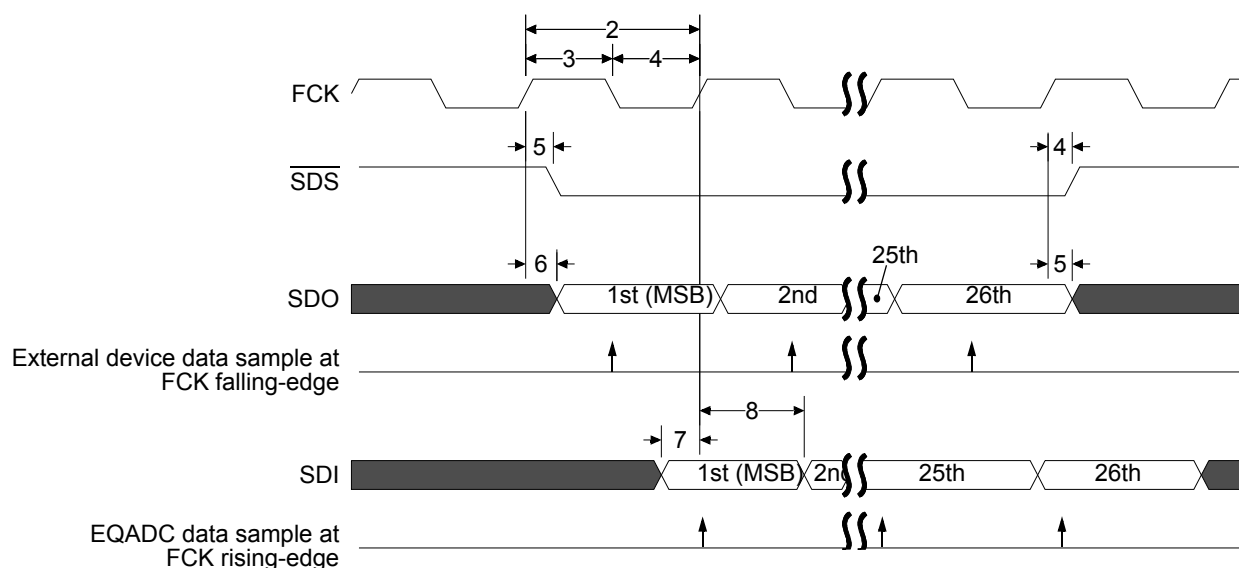 2
3
4
FCK
5
4
SDS
25th
6
5
SDO
1st (MSB)
2nd
26th
External device data sample at
FCK falling-edge
8
7
SDI
1st (MSB)
2nd
25th
26th
EQADC data sample at
FCK rising-edge